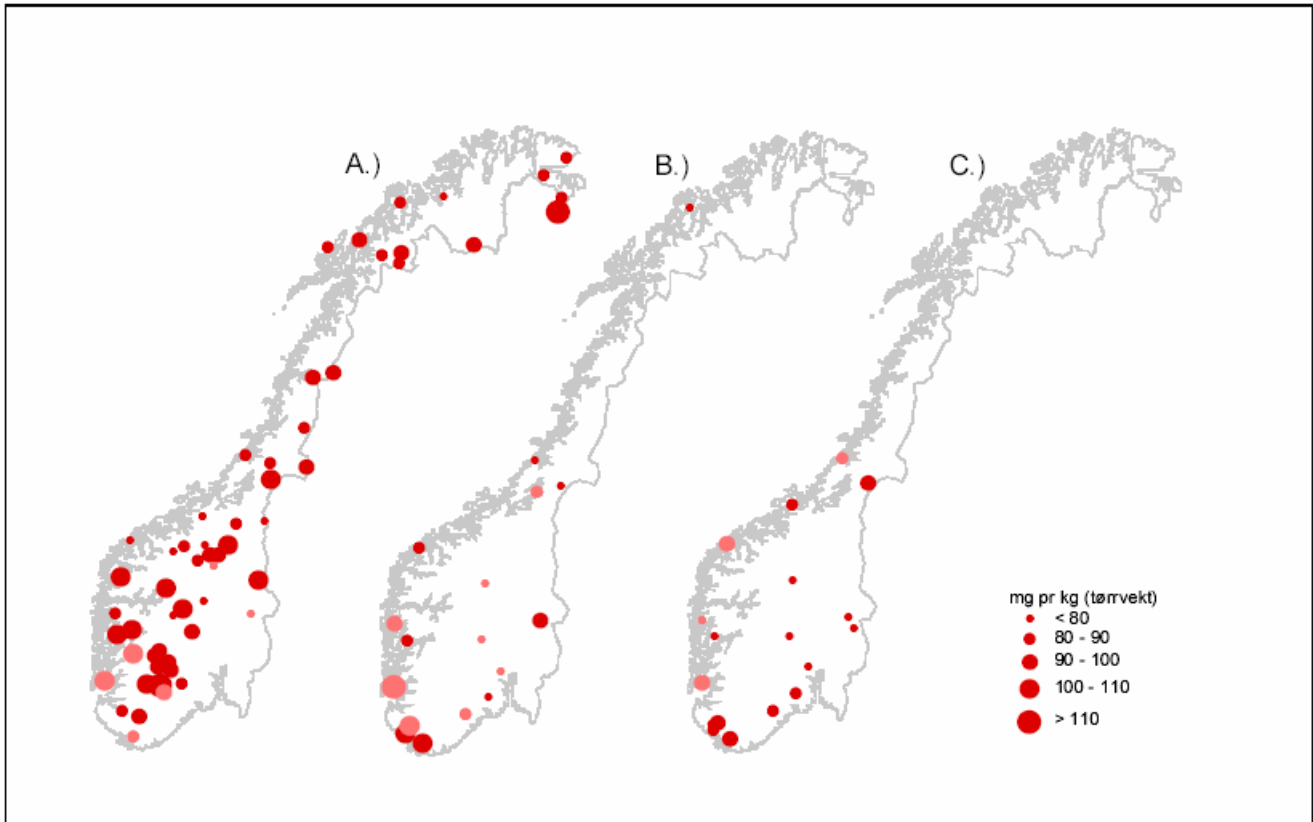 A.)
B.)
C.)
mg pr kg (tørrvekt)
< 80
80 - 90
90 - 100
100 - 110
> 110